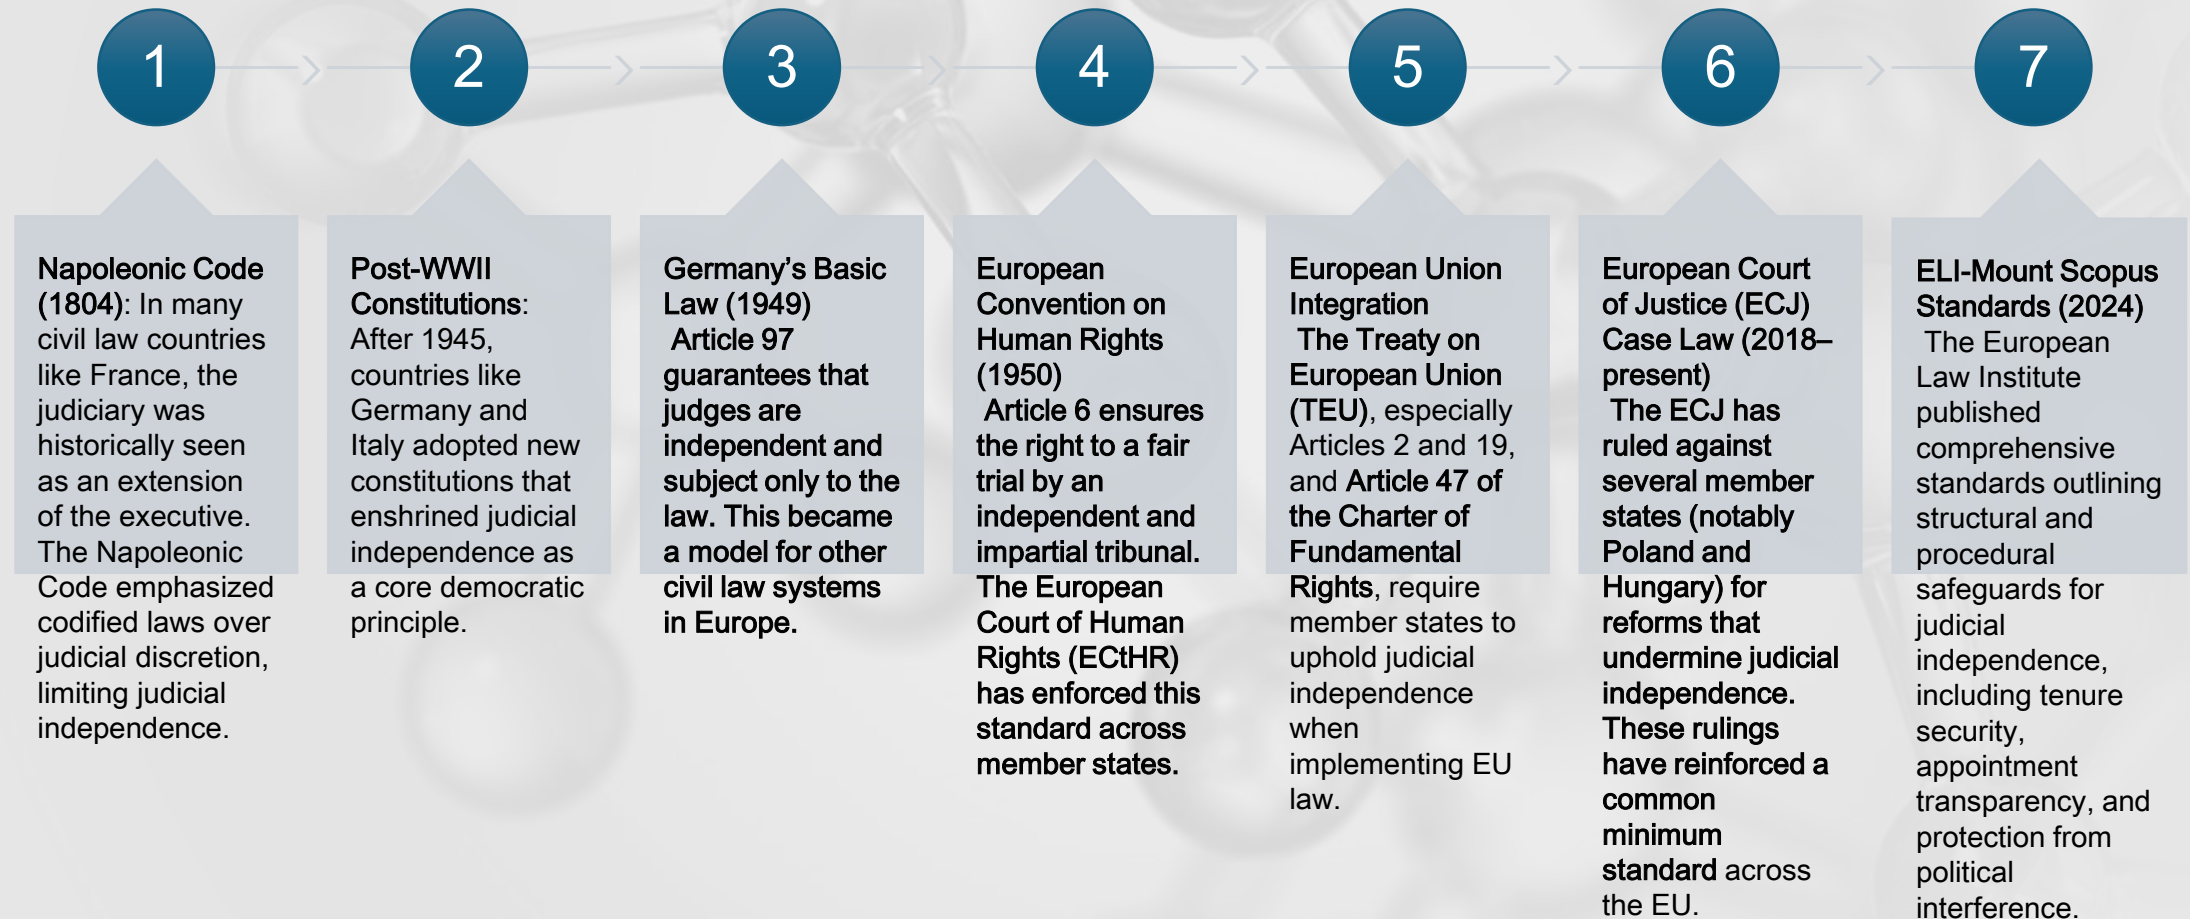 1
2
3
4
5
6
7
Napoleonic Code
(1804): In many
civil law countries
like France, the
judiciary was
historically seen
as an extension
of the executive.
The Napoleonic
Code emphasized
codified laws over
judicial discretion,
limiting judicial
independence.
Post-WWII
Constitutions:
After 1945,
countries like
Germany and
Italy adopted new
constitutions that
enshrined judicial
independence as
a core democratic
principle.
Germany’s Basic
Law (1949)
Article 97
guarantees that
judges are
independent and
subject only to the
law. This became
a model for other
civil law systems
in Europe.
European
Convention on
Human Rights
(1950)
Article 6 ensures
the right to a fair
trial by an
independent and
impartial tribunal.
The European
Court of Human
Rights (ECtHR)
has enforced this
standard across
member states.
European Union
Integration
The Treaty on
European Union
(TEU), especially
Articles 2 and 19,
and Article 47 of
the Charter of
Fundamental
Rights, require
member states to
uphold judicial
independence
when
implementing EU
law.
European Court
of Justice (ECJ)
Case Law (2018–
present)
The ECJ has
ruled against
several member
states (notably
Poland and
Hungary) for
reforms that
undermine judicial
independence.
These rulings
have reinforced a
common
minimum
standard across
the EU.
ELI-Mount Scopus
Standards (2024)
The European
Law Institute
published
comprehensive
standards outlining
structural and
procedural
safeguards for
judicial
independence,
including tenure
security,
appointment
transparency, and
protection from
political
interference.